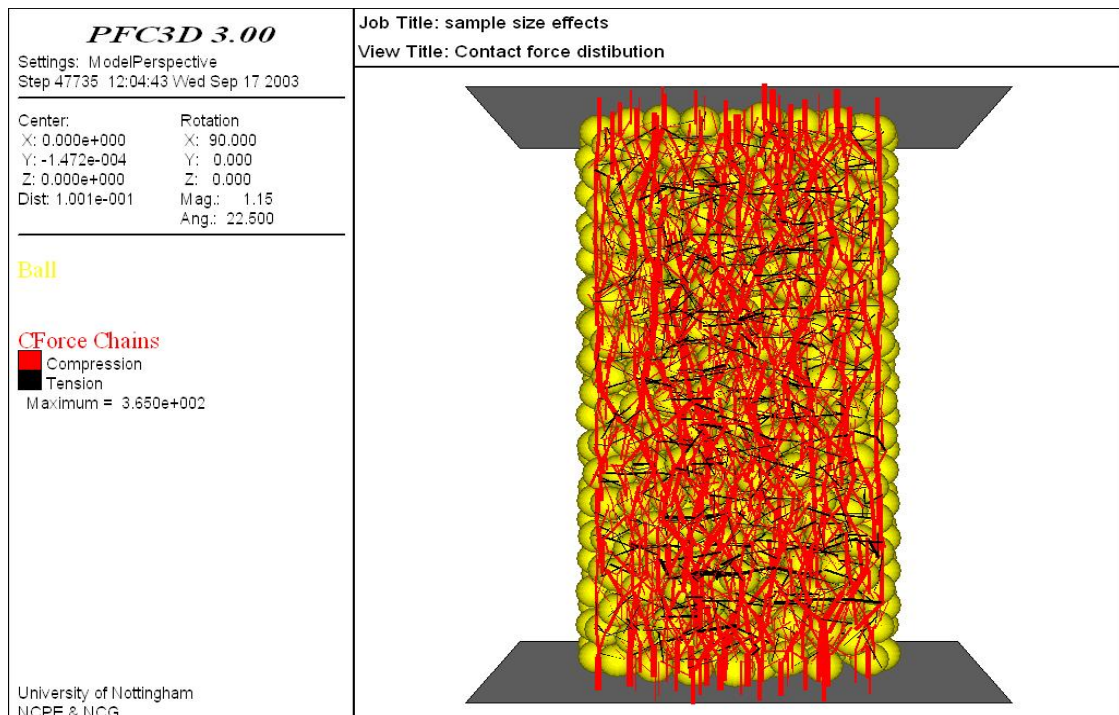 PFC3D 3.00
Settings: ModelPerspective
Step 47735 12:04:43 Wed Sep 17 2003
Center:
X: 0.000e+000
Y: -1.472e-004
Z: 0.000e+000
Dist: 1.001e-001
Rotation
X: 90.000
Y: 0.000
Z: 0.000
Mag.: 1.15
Ang.: 22.500
Ball
CForce Chains
Compression
Tension
Maximum = 3.650e+002
University of Nottingham
NCPE & NCG
Job Title: sample size effects
View Title: Contact force distibution